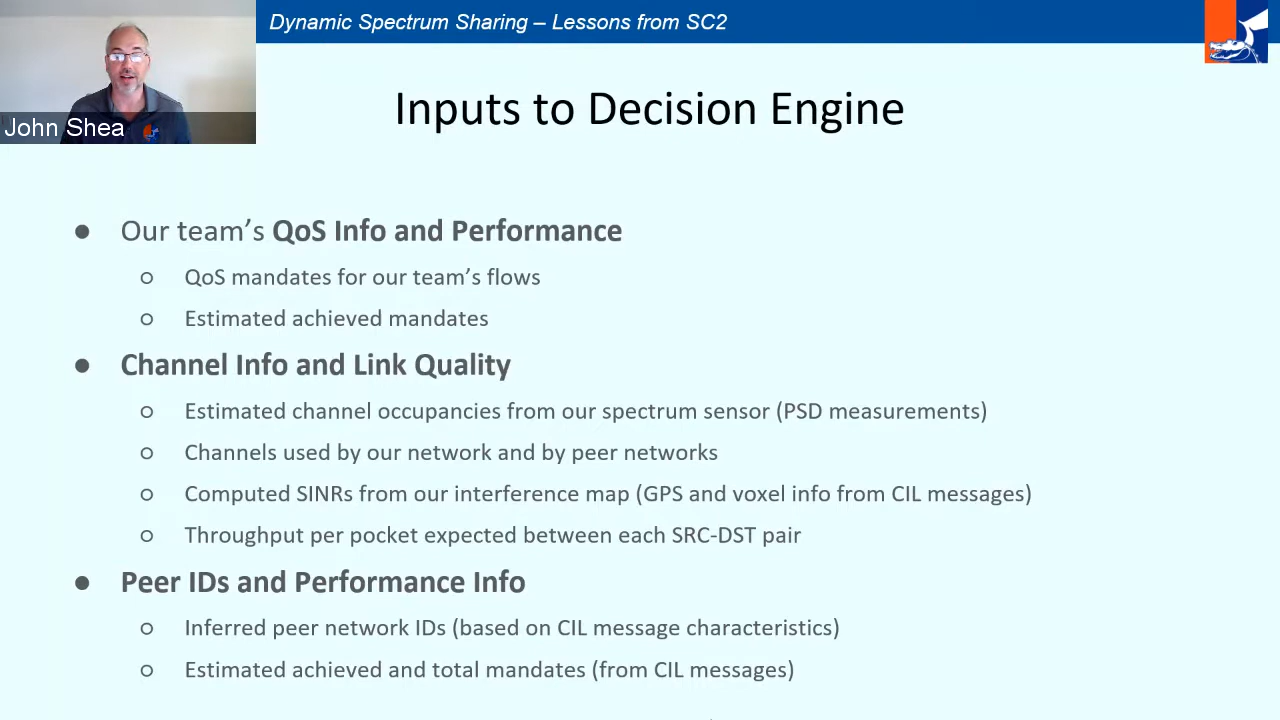 Dynamic Spectrum Sharing – Lessons from SC2
John Shea
Inputs to Decision Engine
● Our team’s QoS Info and Performance
○ QoS mandates for our team’s flows
○ Estimated achieved mandates
● Channel Info and Link Quality
○ Estimated channel occupancies from our spectrum sensor (PSD measurements)
○ Channels used by our network and by peer networks
○ Computed SINRs from our interference map (GPS and voxel info from CIL messages)
○ Throughput per pocket expected between each SRC-DST pair
● Peer IDs and Performance Info
○ Inferred peer network IDs (based on CIL message characteristics)
○ Estimated achieved and total mandates (from CIL messages)